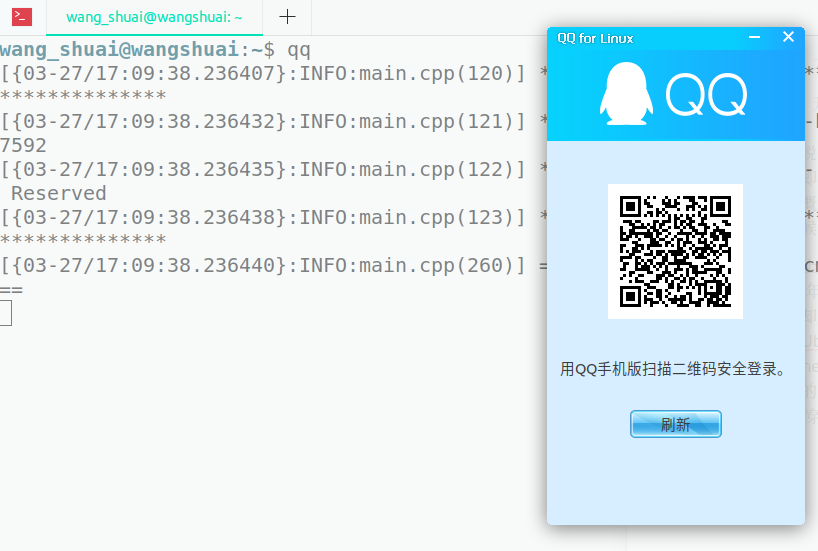 wang_shuai@wangshuai: ~
wang_shuai@wangshuai:~$ qq
[{03-27/17:09:38.236407}:INFO:main.cpp(120)] *
**************
[{03-27/17:09:38.236432}:INFO:main.cpp(121)] *
7592
[{03-27/17:09:38.236435}:INFO:main.cpp(122)] *
Reserved
[{03-27/17:09:38.236438}:INFO:main.cpp(123)] *
**************
[{03-27/17:09:38.236440}:INFO:main.cpp(260)] =
==
QQ for Linux
QQ
用QQ手机版扫描二维码安全登录。
刷新